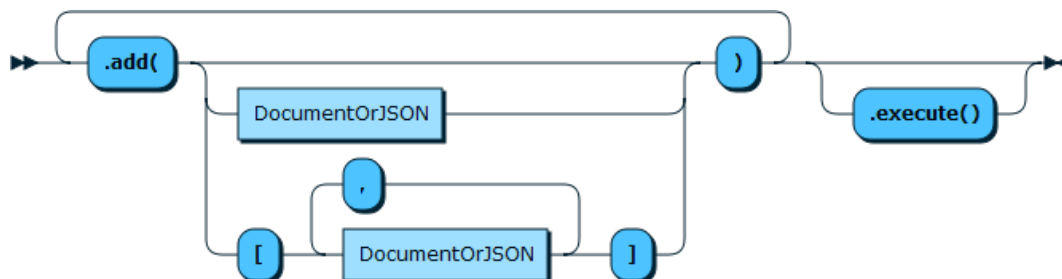 .add( )
DocumentOrJSON .execute()
,
[ DocumentOrJSON ]